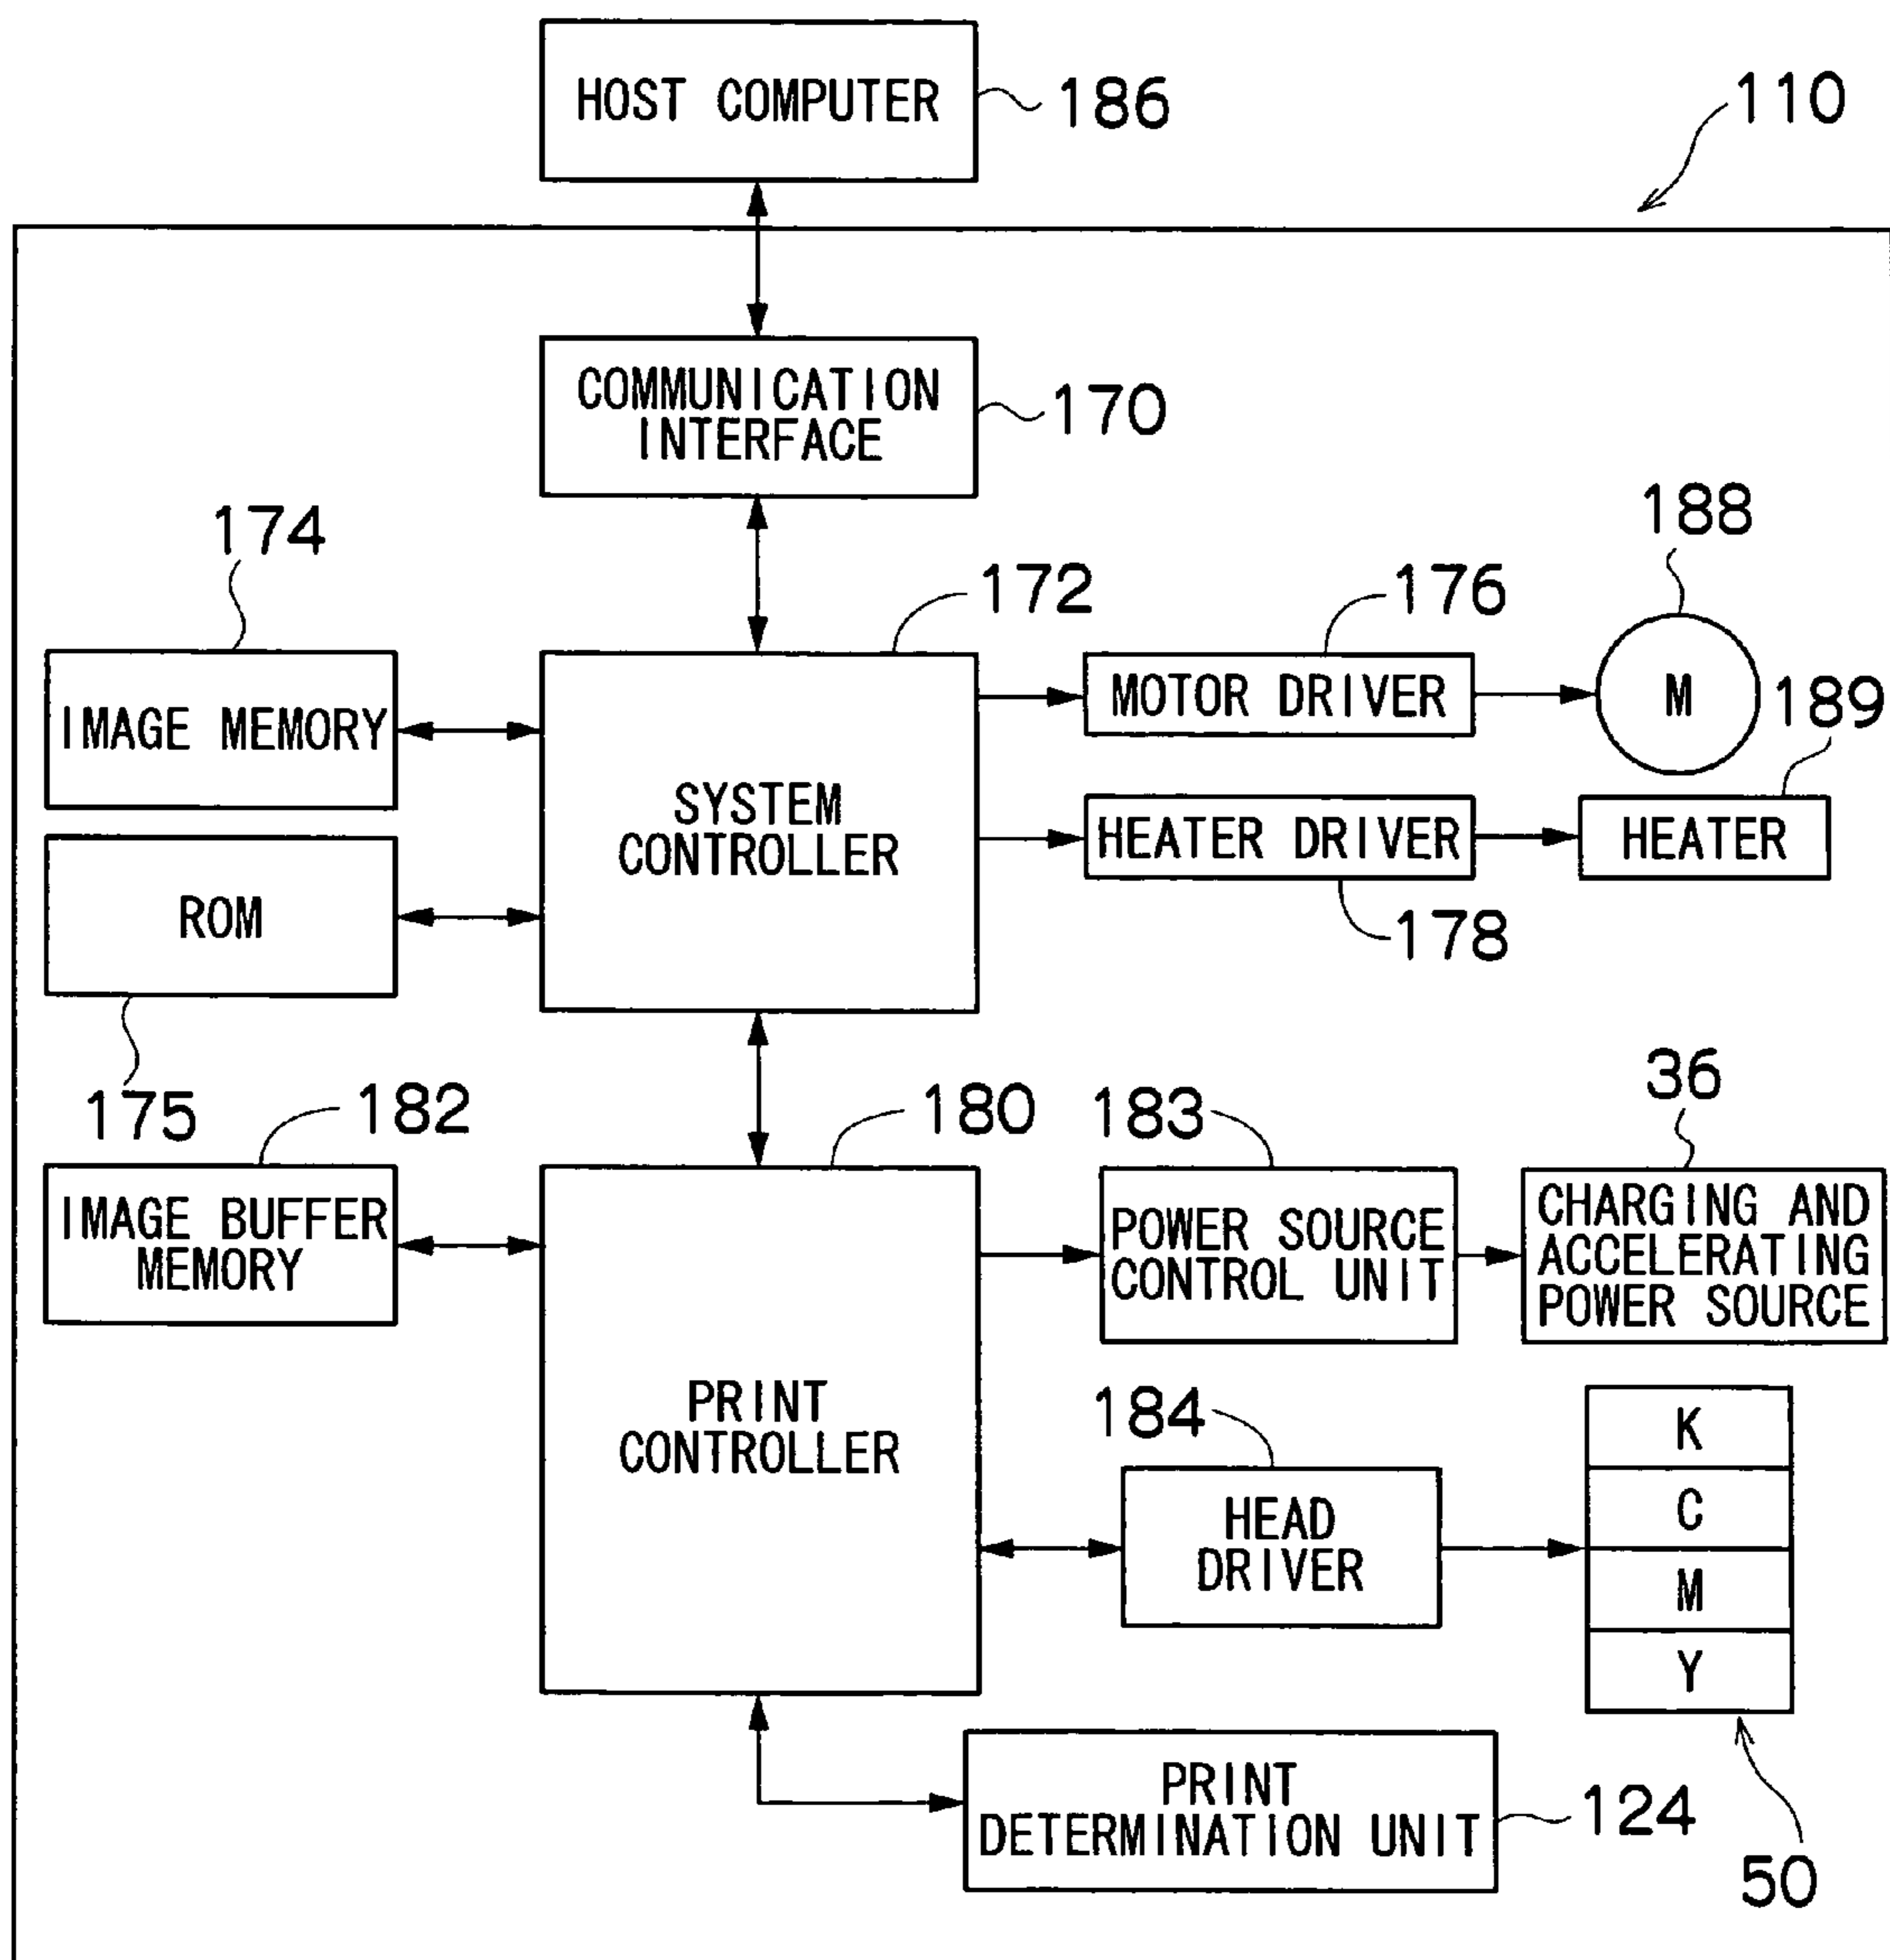 HOST COMPUTER
186
110
COMMUNICATION
INTERFACE
170
174
172
176
188
IMAGE MEMORY
MOTOR DRIVER
M
189
SYSTEM
CONTROLLER
HEATER DRIVER
HEATER
ROM
178
175
182
180
183
36
IMAGE BUFFER
MEMORY
POWER SOURCE
CONTROL UNIT
CHARGING AND
ACCELERATING
POWER SOURCE
PRINT
CONTROLLER
184
HEAD
DRIVER
K
C
M
Y
PRINT
DETERMINATION UNIT
124
50